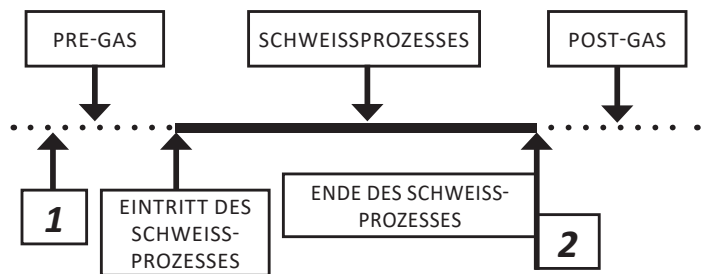 PRE-GAS
SCHWEISSPROZESSES
POST-GAS
1
EINTRITT DES
SCHWEISS-
PROZESSES
ENDE DES SCHWEISS-
PROZESSES
2